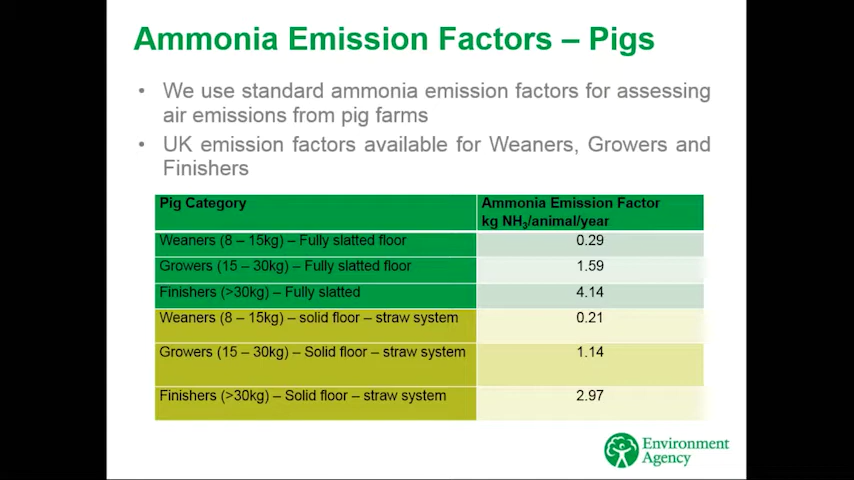 Ammonia Emission Factors – Pigs
• We use standard ammonia emission factors for assessing
air emissions from pig farms
• UK emission factors available for Weaners, Growers and
Finishers
Pig Category
Ammonia Emission Factor
kg NH₃/animal/year
Weaners (8 – 15kg) – Fully slatted floor
0.29
Growers (15 – 30kg) – Fully slatted floor
1.59
Finishers (>30kg) – Fully slatted
4.14
Weaners (8 – 15kg) – solid floor – straw system
0.21
Growers (15 – 30kg) – Solid floor – straw system
1.14
Finishers (>30kg) – Solid floor – straw system
2.97
Environment
Agency